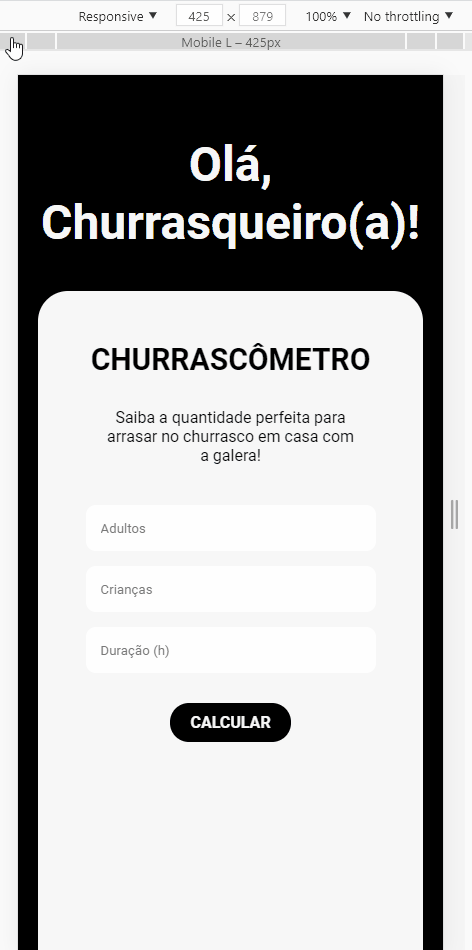 Responsive ▼ 425 × 879 100% ▼ No throttling ▼
Mobile L – 425px
Olá,
Churrasqueiro(a)!
CHURRASCÔMETRO
Saiba a quantidade perfeita para
arrasar no churrasco em casa com
a galera!
Adultos
Crianças
Duração (h)
CALCULAR